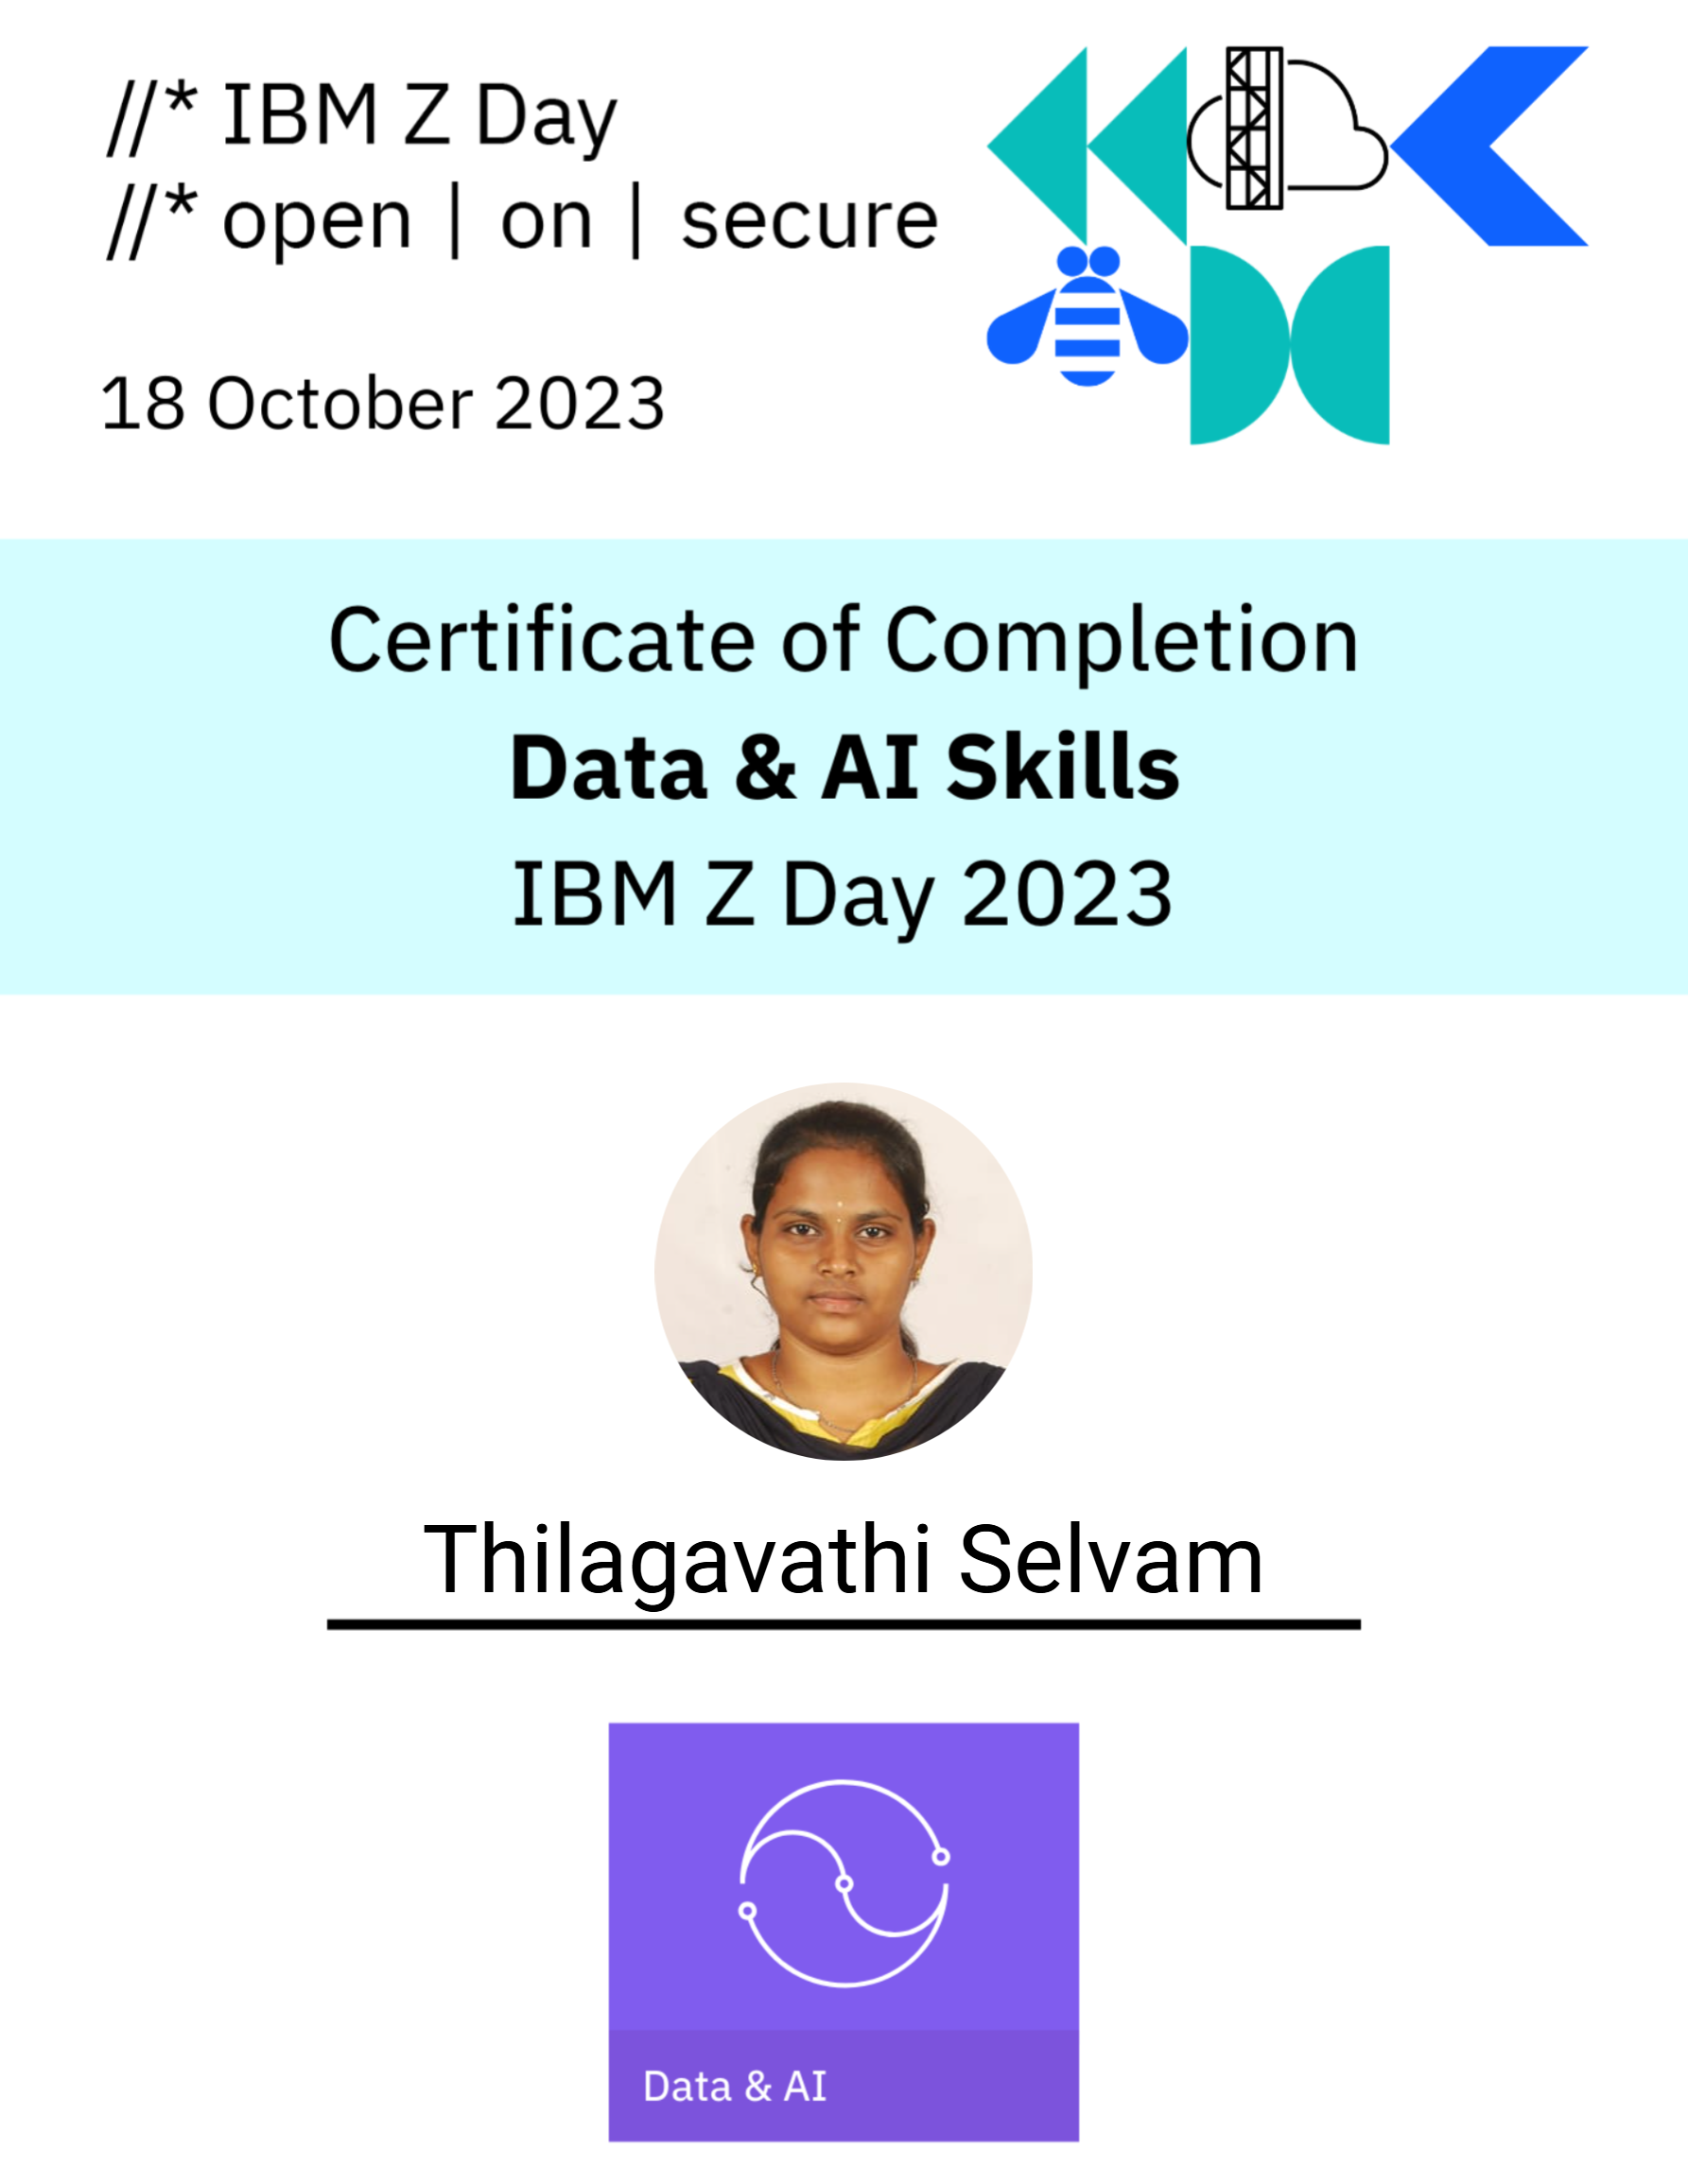 //* IBM Z Day
//* open | on | secure
18 October 2023
Certificate of Completion
Data & AI Skills
IBM Z Day 2023
Thilagavathi Selvam
Data & AI